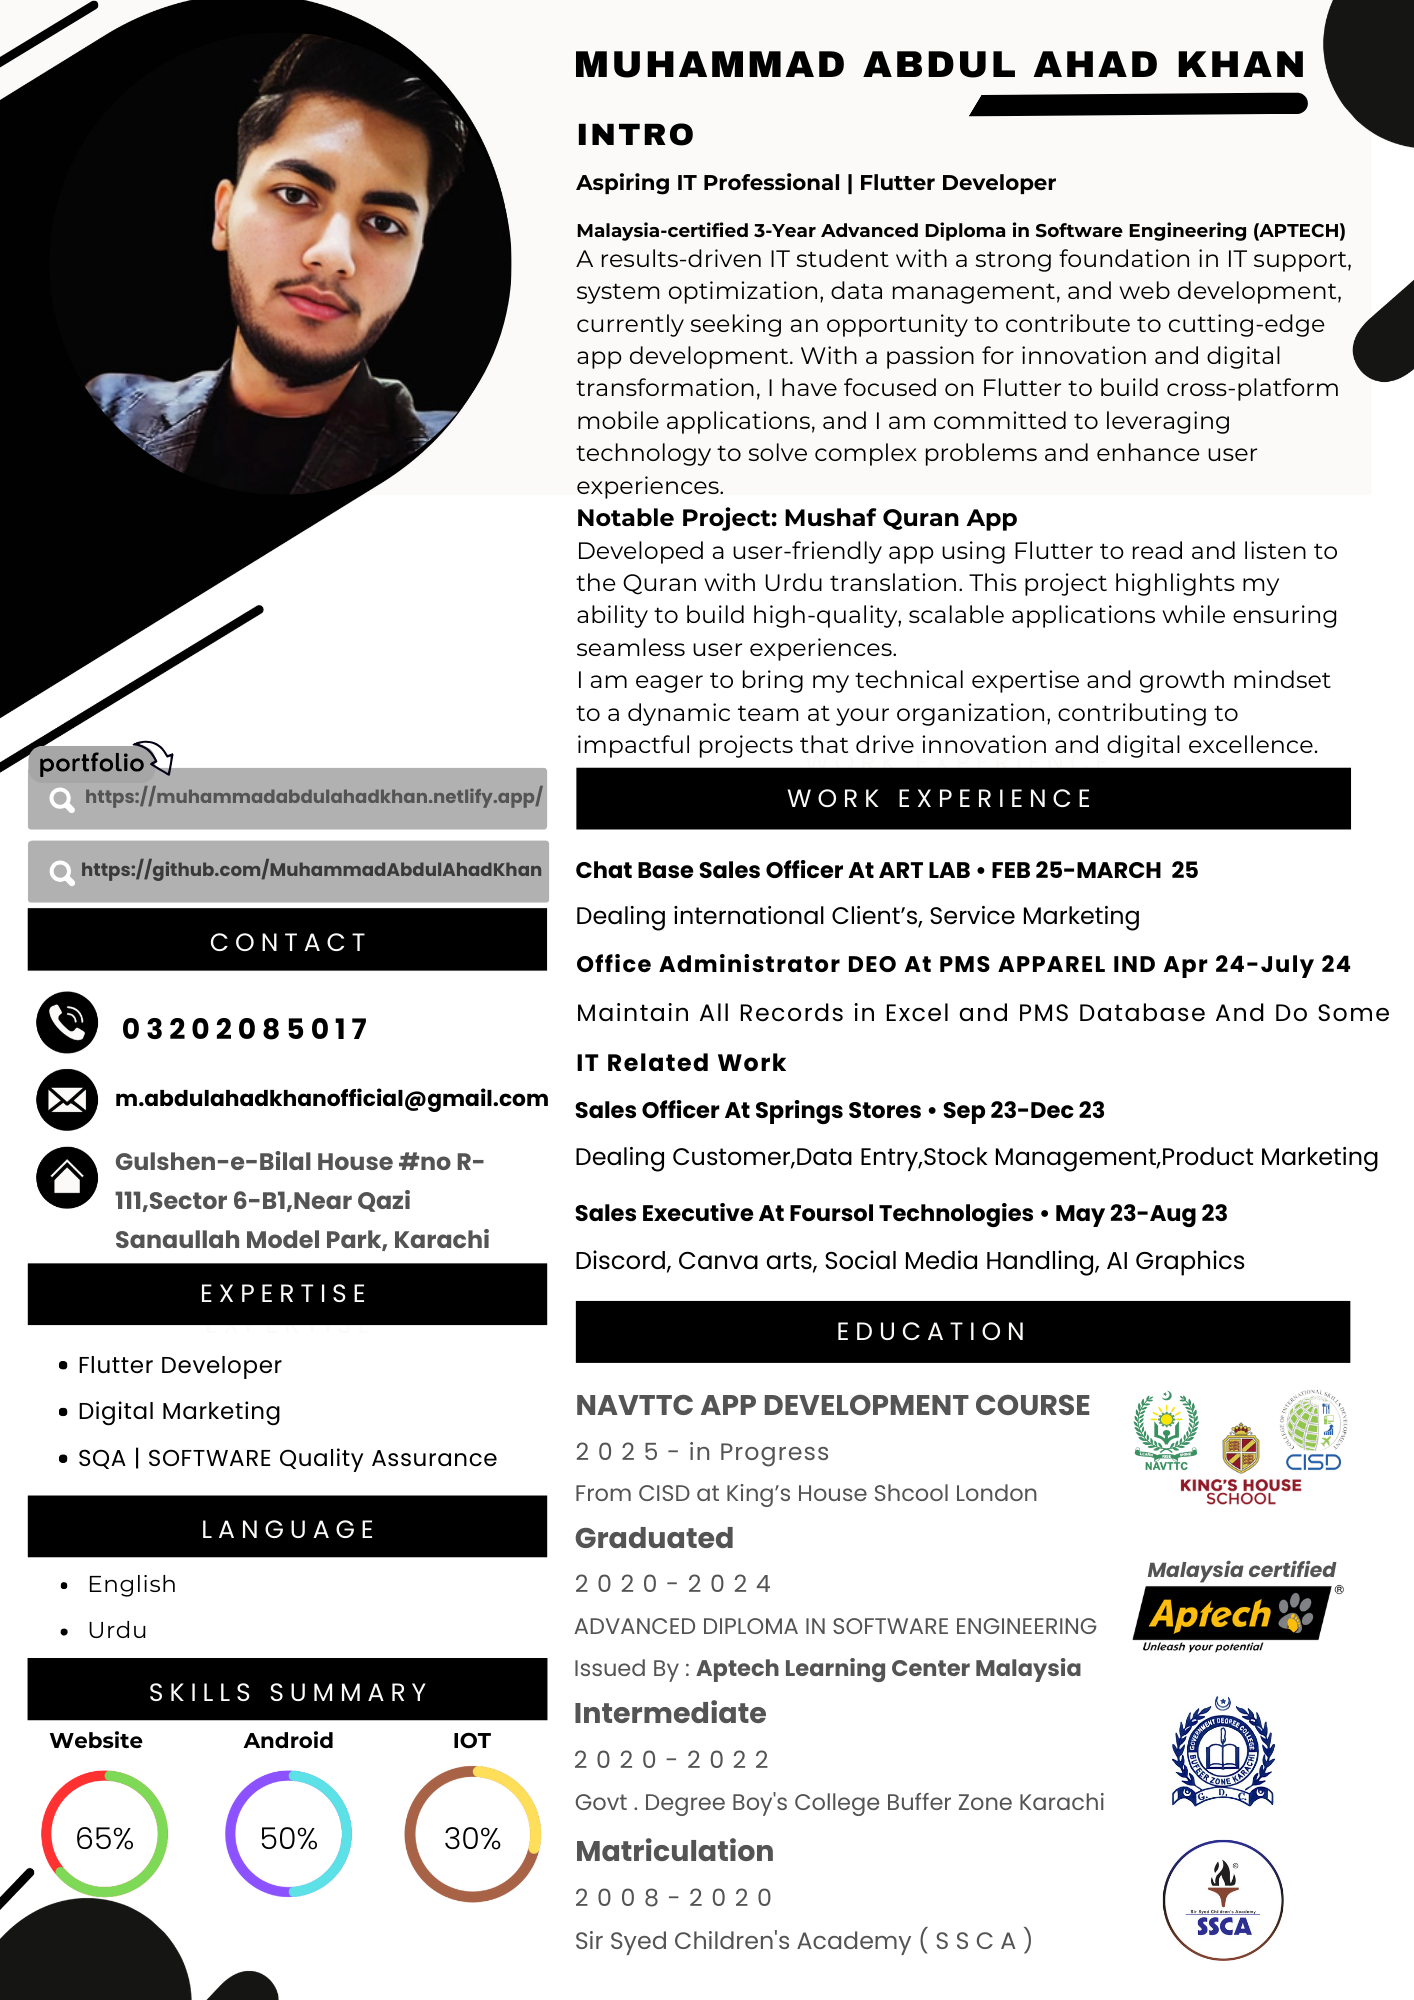 MUHAMMAD ABDUL AHAD KHAN
INTRO
Aspiring IT Professional | Flutter Developer
Malaysia-certified 3-Year Advanced Diploma in Software Engineering (APTECH)
A results-driven IT student with a strong foundation in IT support,
system optimization, data management, and web development,
currently seeking an opportunity to contribute to cutting-edge
app development. With a passion for innovation and digital
transformation, I have focused on Flutter to build cross-platform
mobile applications, and I am committed to leveraging
technology to solve complex problems and enhance user
experiences.
Notable Project: Mushaf Quran App
Developed a user-friendly app using Flutter to read and listen to
the Quran with Urdu translation. This project highlights my
ability to build high-quality, scalable applications while ensuring
seamless user experiences.
I am eager to bring my technical expertise and growth mindset
to a dynamic team at your organization, contributing to
impactful projects that drive innovation and digital excellence.
portfolio
https://muhammadabdulahadkhan.netlify.app/
https://github.com/MuhammadAbdulAhadKhan
CONTACT
03202085017
m.abdulahadkhanofficial@gmail.com
Gulshen-e-Bilal House #no R-
111,Sector 6-B1,Near Qazi
Sanaullah Model Park, Karachi
EXPERTISE
• Flutter Developer
• Digital Marketing
• SQA | SOFTWARE Quality Assurance
LANGUAGE
• English
• Urdu
SKILLS SUMMARY
Website Android IOT
65% 50% 30%
WORK EXPERIENCE
Chat Base Sales Officer At ART LAB • FEB 25-MARCH 25
Dealing international Client's, Service Marketing
Office Administrator DEO At PMS APPAREL IND Apr 24-July 24
Maintain All Records in Excel and PMS Database And Do Some
IT Related Work
Sales Officer At Springs Stores • Sep 23-Dec 23
Dealing Customer,Data Entry,Stock Management,Product Marketing
Sales Executive At Foursol Technologies • May 23-Aug 23
Discord, Canva arts, Social Media Handling, AI Graphics
EDUCATION
NAVTTC APP DEVELOPMENT COURSE
2025- in Progress
From CISD at King's House Shcool London
NAVTTC
COLLEGE OF INTERNATIONAL SKILLS DEVELOPMENT
CISD
KING'S HOUSE
SCHOOL
Graduated
2020-2024
ADVANCED DIPLOMA IN SOFTWARE ENGINEERING
Issued By : Aptech Learning Center Malaysia
Malaysia certified
Aptech ®
Unleash your potential
Intermediate
2020-2022
Govt . Degree Boy's College Buffer Zone Karachi
GOVERNMENT DEGREE COLLEGE
BUFFER ZONE KARACHI
G. D. C.
Matriculation
2008-2020
Sir Syed Children's Academy ( S S C A )
Sir Syed Children's Academy
SSCA